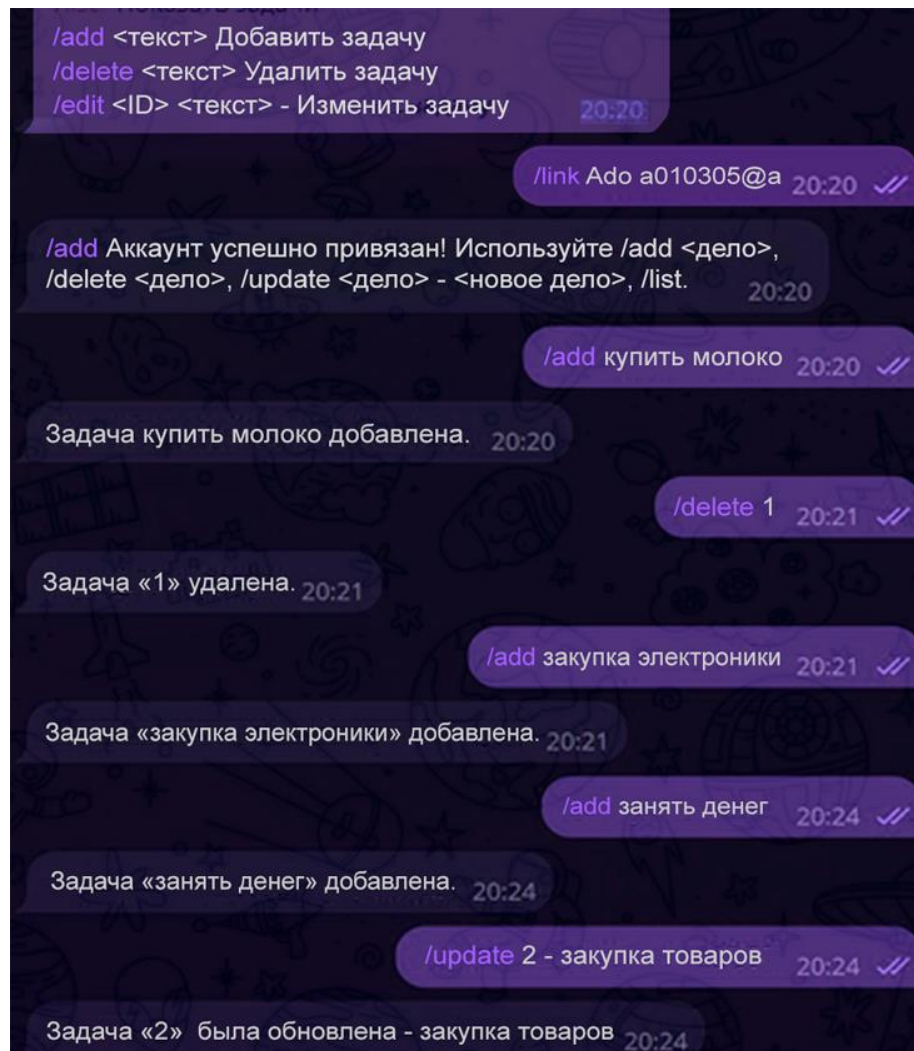 /add <текст> Добавить задачу
/delete <текст> Удалить задачу
/edit <ID> <текст> - Изменить задачу 20:20
/link Ado a010305@a 20:20
/add Аккаунт успешно привязан! Используйте /add <дело>,
/delete <дело>, /update <дело> - <новое дело>, /list. 20:20
/add купить молоко 20:20
Задача купить молоко добавлена. 20:20
/delete 1 20:21
Задача «1» удалена. 20:21
/add закупка электроники 20:21
Задача «закупка электроники» добавлена. 20:21
/add занять денег 20:24
Задача «занять денег» добавлена. 20:24
/update 2 - закупка товаров 20:24
Задача «2» была обновлена - закупка товаров 20:24